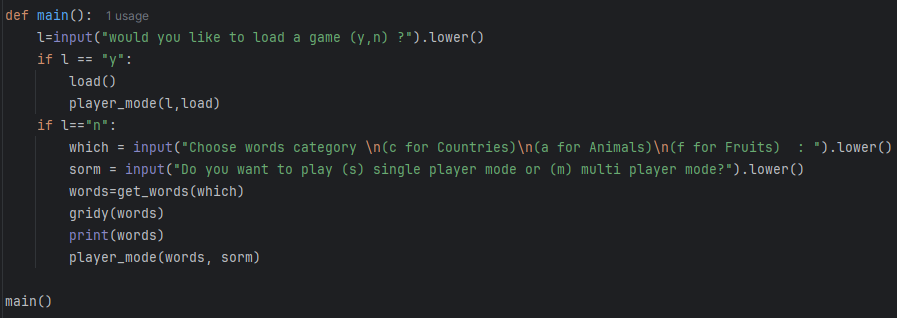 def main():  1 usage
    l=input("would you like to load a game (y,n) ?").lower()
    if l == "y":
        load()
        player_mode(l,load)
    if l=="n":
        which = input("Choose words category \n(c for Countries)\n(a for Animals)\n(f for Fruits)  : ").lower()
        sorm = input("Do you want to play (s) single player mode or (m) multi player mode?").lower()
        words=get_words(which)
        gridy(words)
        print(words)
        player_mode(words, sorm)
main()